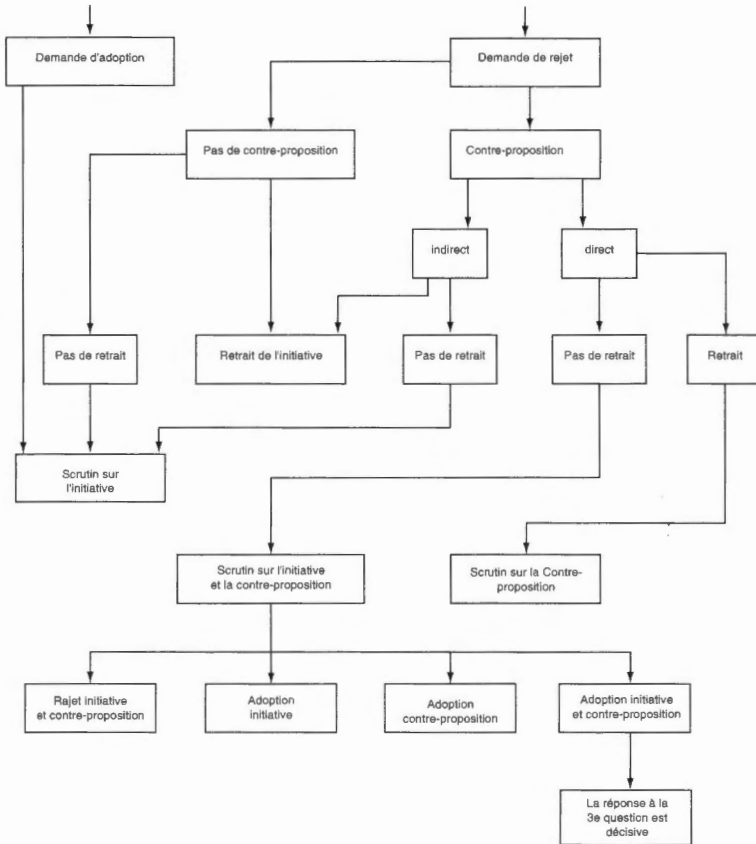 Demande d'adoption
Demande de rejet
Pas de contre-proposition
Contre-proposition
indirect
direct
Pas de retrait
Retrait de l'initiative
Pas de retrait
Pas de retrait
Retrait
Scrutin sur
l'initiative
Scrutin sur l'initiative
et la contre-proposition
Scrutin sur la Contre-
proposition
Rajet initiative
et contre-proposition
Adoption
initiative
Adoption
contre-proposition
Adoption initiative
et contre-proposition
La réponse à la
3e question est
décisive